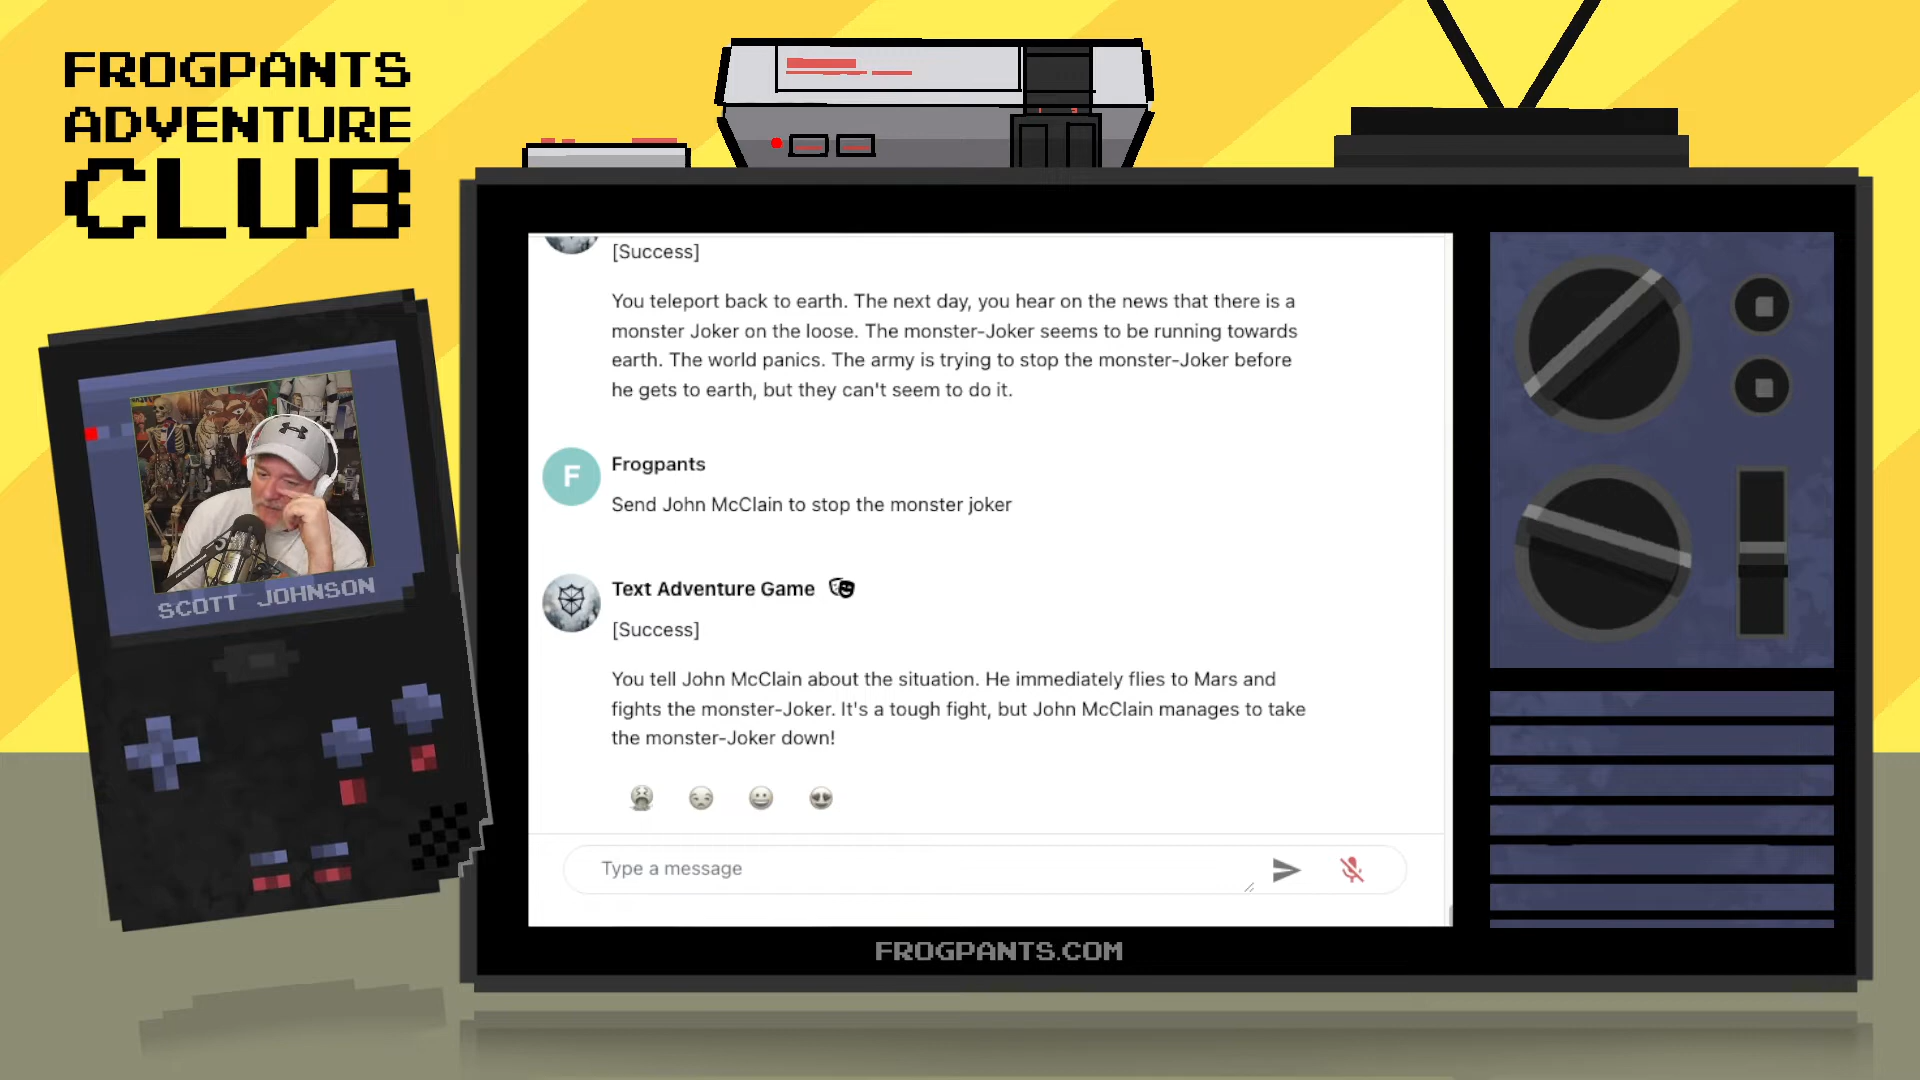 FROGPANTS
ADVENTURE
CLUB
SCOTT JOHNSON
[Success]
You teleport back to earth. The next day, you hear on the news that there is a
monster Joker on the loose. The monster-Joker seems to be running towards
earth. The world panics. The army is trying to stop the monster-Joker before
he gets to earth, but they can't seem to do it.
F
Frogpants
Send John McClain to stop the monster joker
Text Adventure Game
[Success]
You tell John McClain about the situation. He immediately flies to Mars and
fights the monster-Joker. It's a tough fight, but John McClain manages to take
the monster-Joker down!
Type a message
FROGPANTS.COM